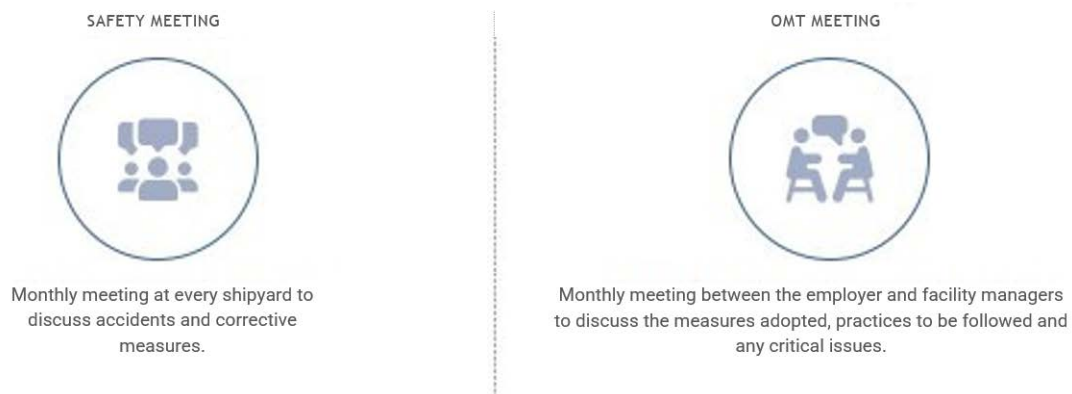 SAFETY MEETING
Monthly meeting at every shipyard to
discuss accidents and corrective
measures.
OMT MEETING
Monthly meeting between the employer and facility managers
to discuss the measures adopted, practices to be followed and
any critical issues.